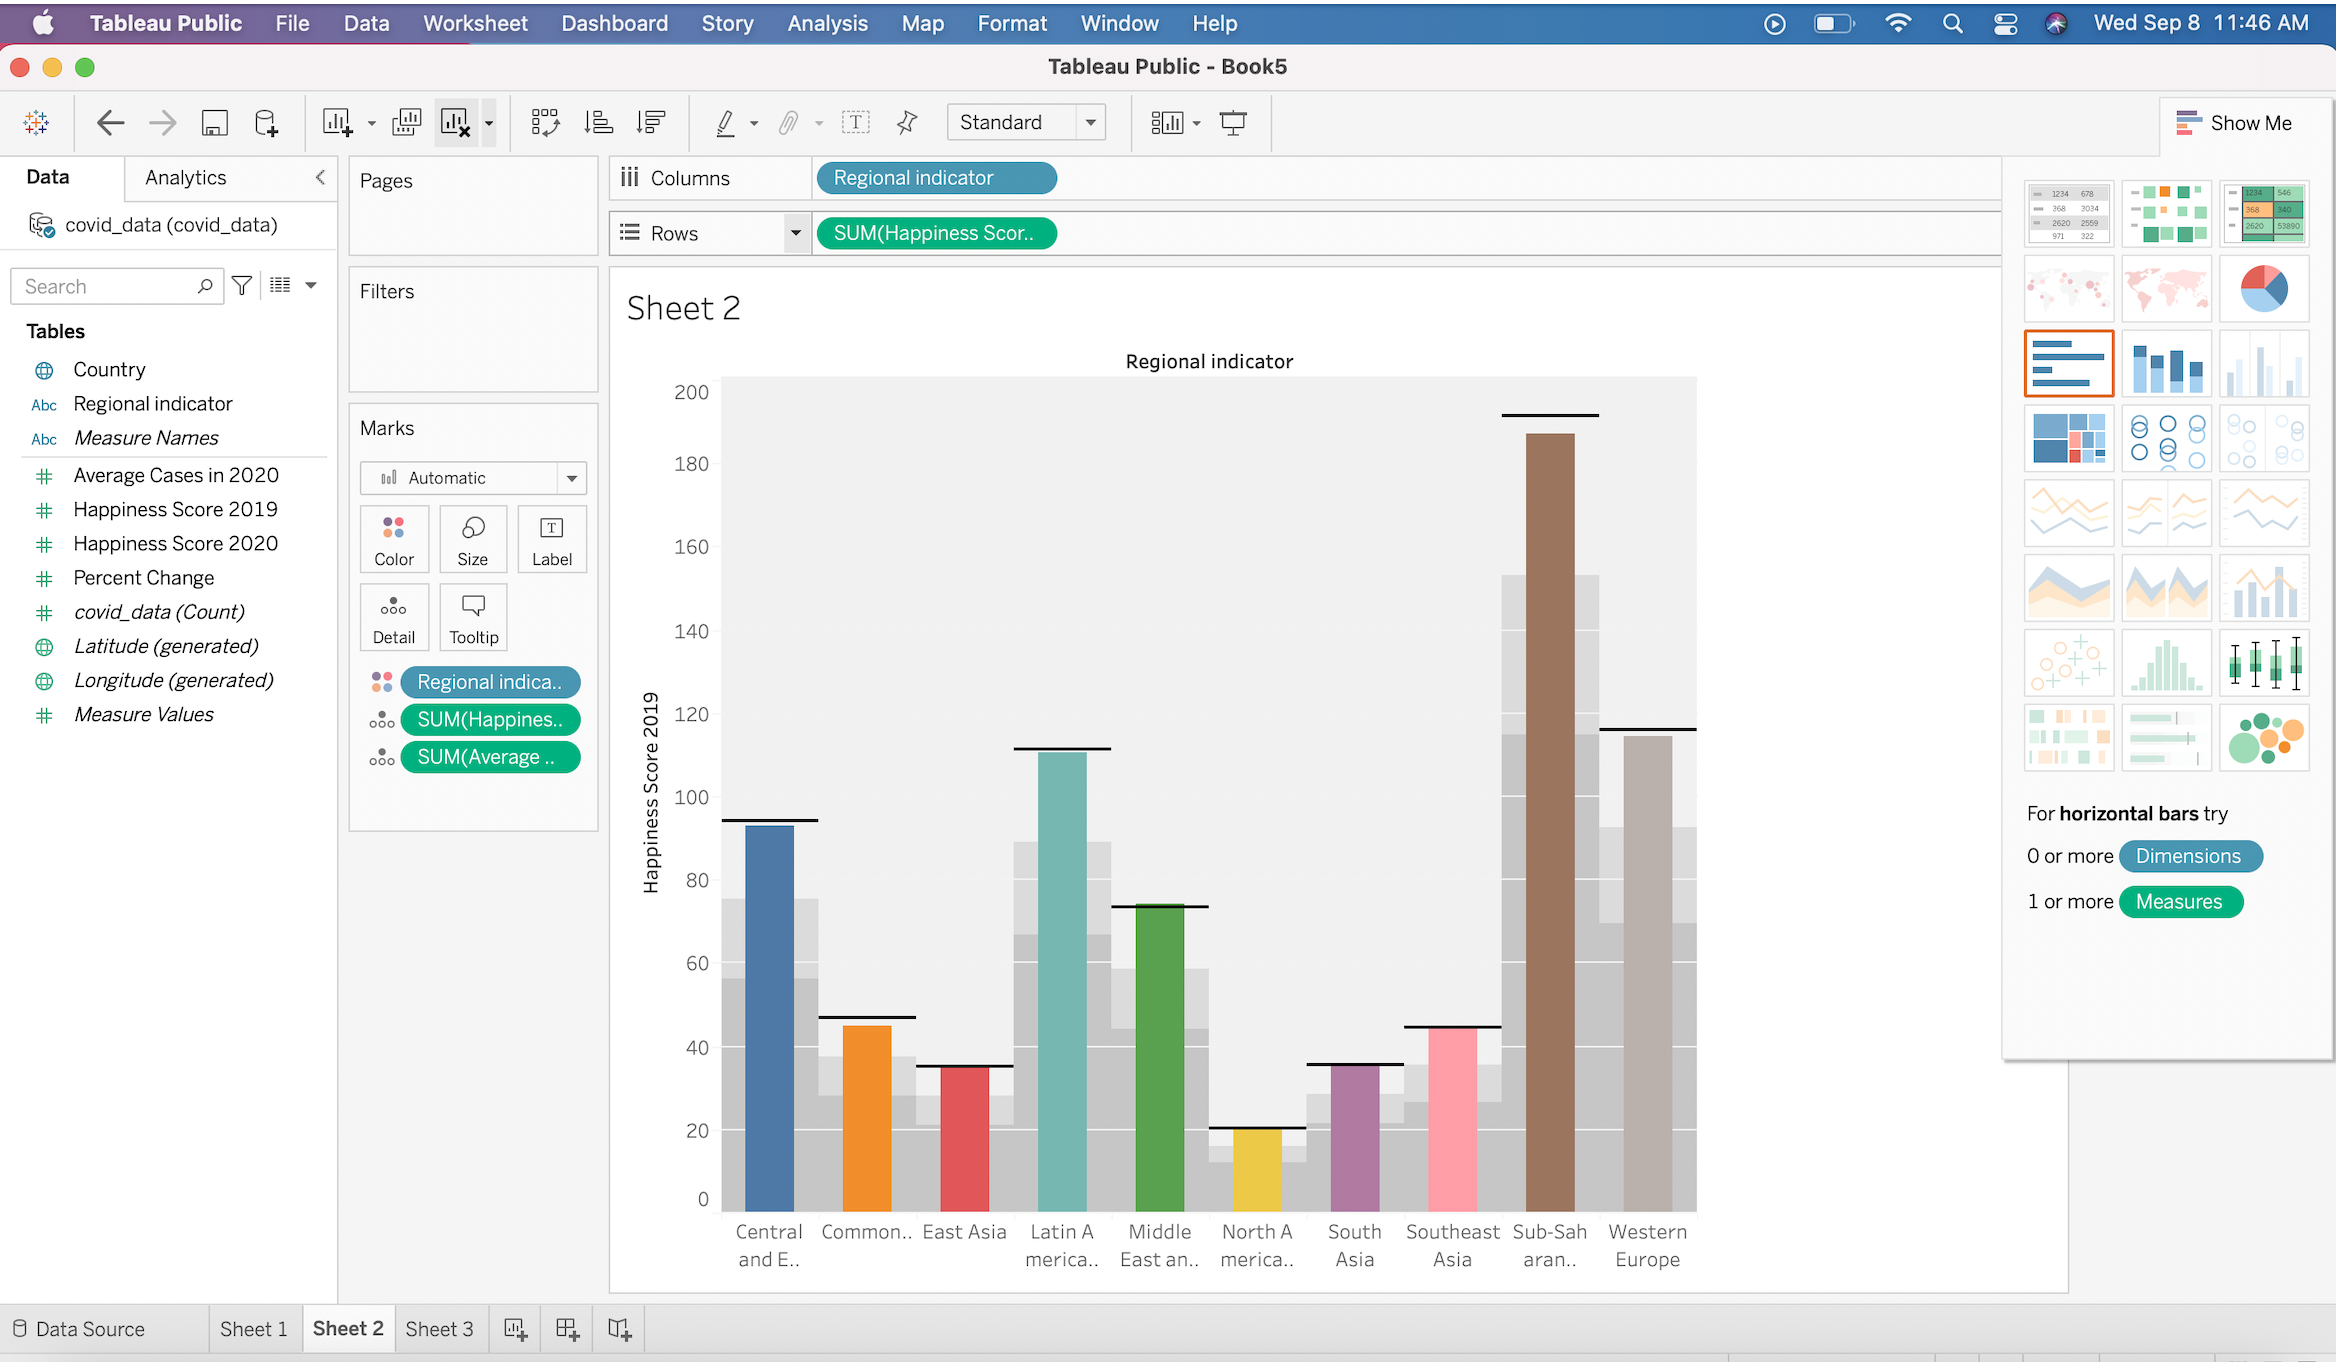 Tableau Public File Data Worksheet Dashboard Story Analysis Map Format Window Help Wed Sep 8 11:46 AM
Tableau Public - Book5
Standard
Show Me
Data Analytics
covid_data (covid_data)
Search
Tables
Country
Regional indicator
Measure Names
Average Cases in 2020
Happiness Score 2019
Happiness Score 2020
Percent Change
covid_data (Count)
Latitude (generated)
Longitude (generated)
Measure Values
Pages
Filters
Marks
Automatic
Color Size Label
Detail Tooltip
Regional indica..
SUM(Happines..
SUM(Average ..
Columns Regional indicator
Rows SUM(Happiness Scor..
Sheet 2
Regional indicator
Happiness Score 2019
200
180
160
140
120
100
80
60
40
20
0
Central and E..
Common..
East Asia
Latin A merica..
Middle East an..
North A merica..
South Asia
Southeast Asia
Sub-Sah aran..
Western Europe
1234 678
368 3034
2620 2559
971 322
1234 546
368 340
2620 53890
For horizontal bars try
0 or more Dimensions
1 or more Measures
Data Source Sheet 1 Sheet 2 Sheet 3